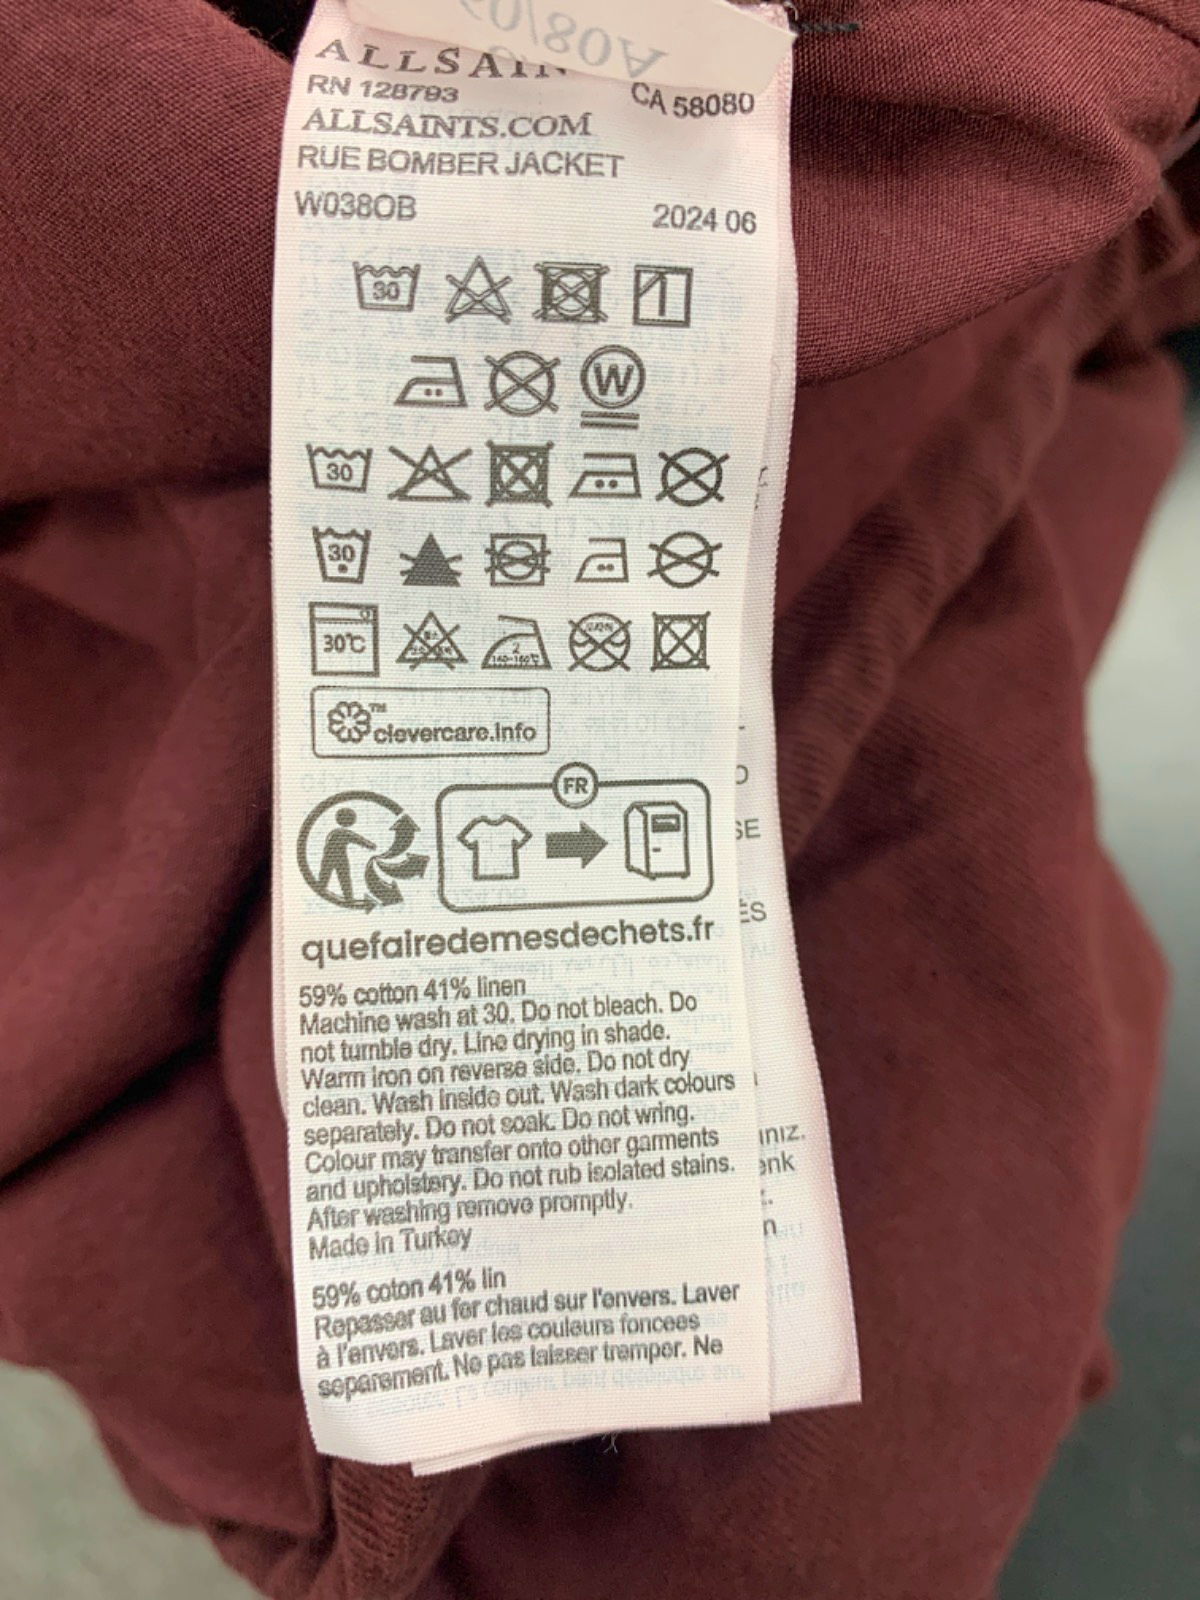 60/80A
ALLSAIN
RN 128793 CA 58080
ALLSAINTS.COM
RUE BOMBER JACKET
W038OB 2024 06
30
W
30
30
30℃
™ clevercare.info
FR
quefairedemesdechets.fr
59% cotton 41% linen
Machine wash at 30. Do not bleach. Do
not tumble dry. Line drying in shade.
Warm iron on reverse side. Do not dry
clean. Wash inside out. Wash dark colours
separately. Do not soak. Do not wring.
Colour may transfer onto other garments
and upholstery. Do not rub isolated stains.
After washing remove promptly.
Made in Turkey
59% coton 41% lin
Repasser au fer chaud sur l'envers. Laver
à l'envers. Laver les couleurs foncees
separement. Ne pas laisser tremper. Ne